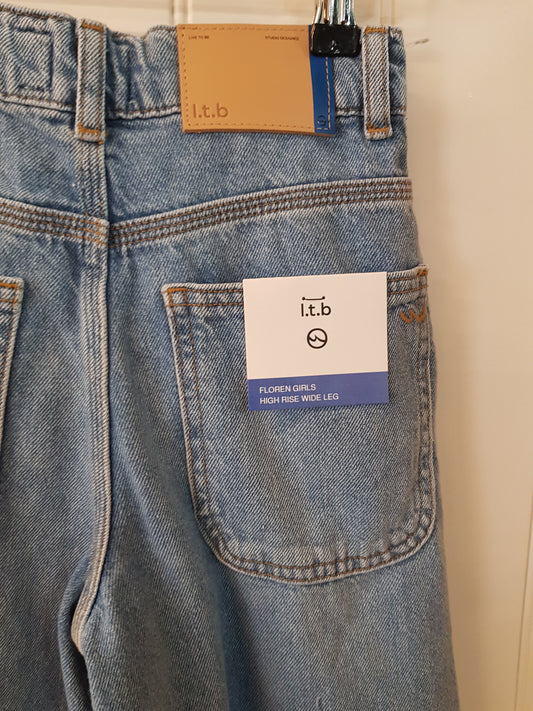 LIVE TO BE
STUDIO DESIGNED
l.t.b
l.t.b
FLOREN GIRLS
HIGH RISE WIDE LEG